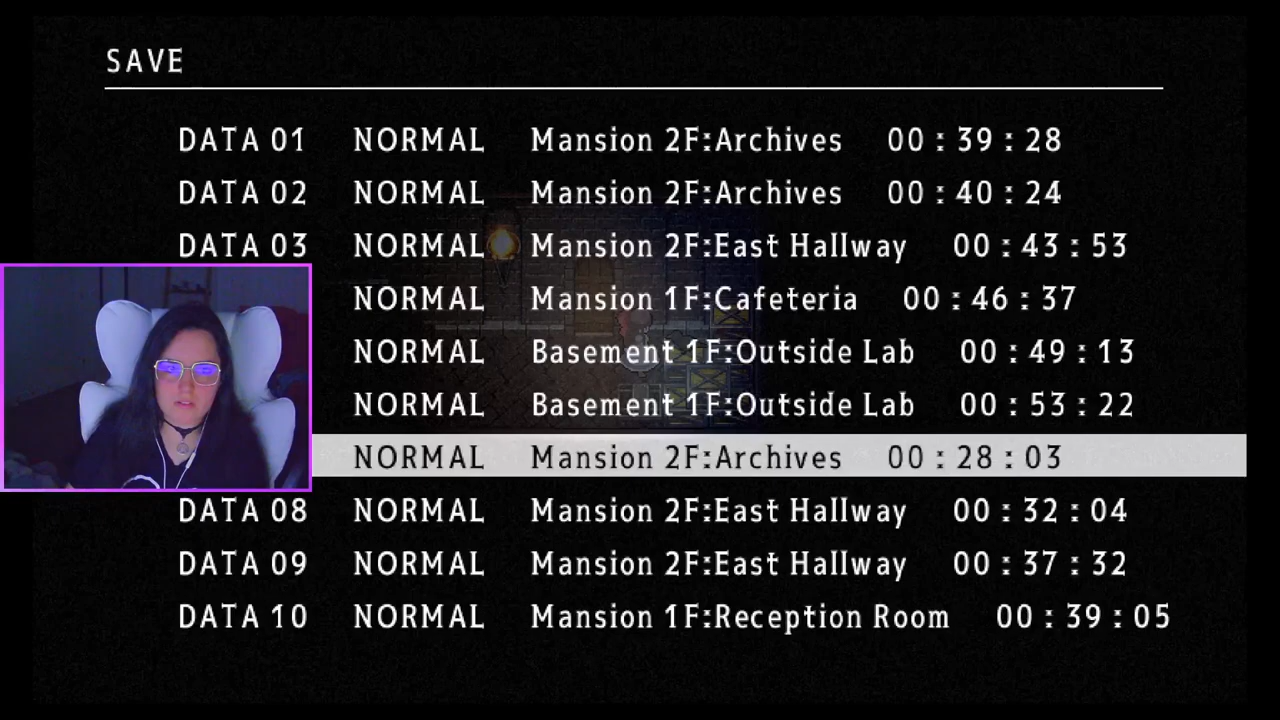 SAVE
DATA 01 NORMAL Mansion 2F:Archives 00:39:28
DATA 02 NORMAL Mansion 2F:Archives 00:40:24
DATA 03 NORMAL Mansion 2F:East Hallway 00:43:53
NORMAL Mansion 1F:Cafeteria 00:46:37
NORMAL Basement 1F:Outside Lab 00:49:13
NORMAL Basement 1F:Outside Lab 00:53:22
NORMAL Mansion 2F:Archives 00:28:03
DATA 08 NORMAL Mansion 2F:East Hallway 00:32:04
DATA 09 NORMAL Mansion 2F:East Hallway 00:37:32
DATA 10 NORMAL Mansion 1F:Reception Room 00:39:05